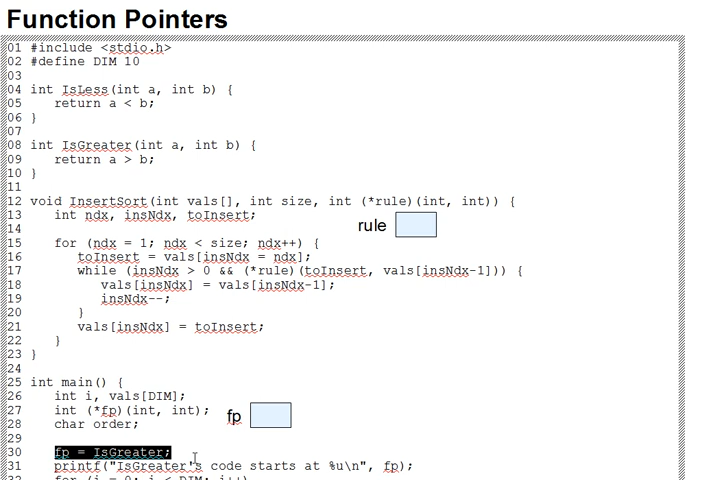 Function Pointers
01 #include <stdio.h>
02 #define DIM 10
03
04 int IsLess(int a, int b) {
05    return a < b;
06 }
07
08 int IsGreater(int a, int b) {
09    return a > b;
10 }
11
12 void InsertSort(int vals[], int size, int (*rule)(int, int)) {
13    int ndx, insNdx, toInsert;
14
rule
15    for (ndx = 1; ndx < size; ndx++) {
16       toInsert = vals[insNdx = ndx];
17       while (insNdx > 0 && (*rule)(toInsert, vals[insNdx-1])) {
18          vals[insNdx] = vals[insNdx-1];
19          insNdx--;
20       }
21       vals[insNdx] = toInsert;
22    }
23 }
24
25 int main() {
26    int i, vals[DIM];
27    int (*fp)(int, int);
fp
28    char order;
29
30    fp = IsGreater;
31    printf("IsGreater's code starts at %u\n", fp);
32    for (i = 0; i < DIM; i++)